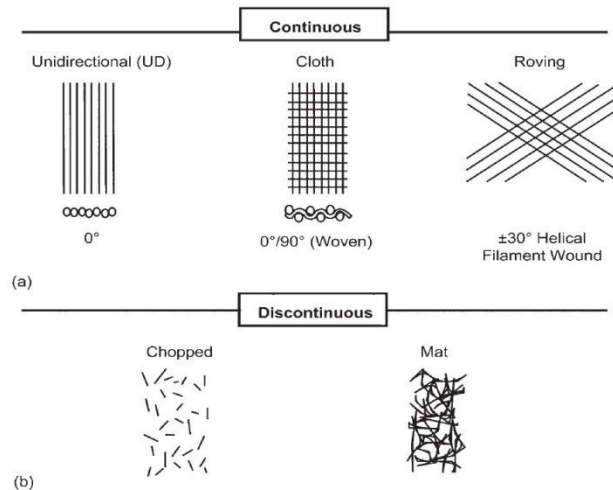 Continuous
Unidirectional (UD)
Cloth
Roving
0°
0°/90° (Woven)
±30° Helical
Filament Wound
(a)
Discontinuous
Chopped
Mat
(b)